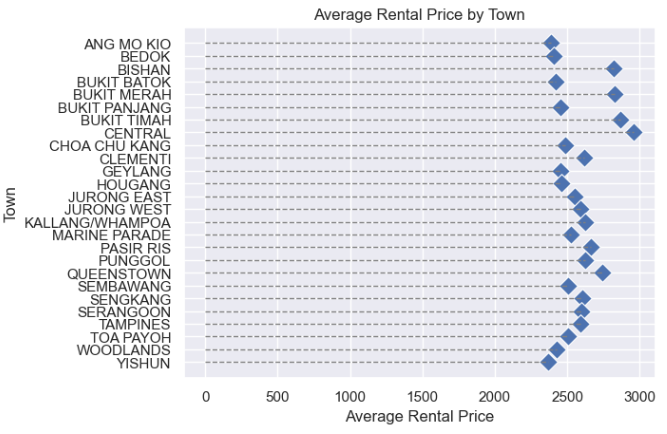 Average Rental Price by Town
Town
ANG MO KIO
BEDOK
BISHAN
BUKIT BATOK
BUKIT MERAH
BUKIT PANJANG
BUKIT TIMAH
CENTRAL
CHOA CHU KANG
CLEMENTI
GEYLANG
HOUGANG
JURONG EAST
JURONG WEST
KALLANG/WHAMPOA
MARINE PARADE
PASIR RIS
PUNGGOL
QUEENSTOWN
SEMBAWANG
SENGKANG
SERANGOON
TAMPINES
TOA PAYOH
WOODLANDS
YISHUN
0 500 1000 1500 2000 2500 3000
Average Rental Price